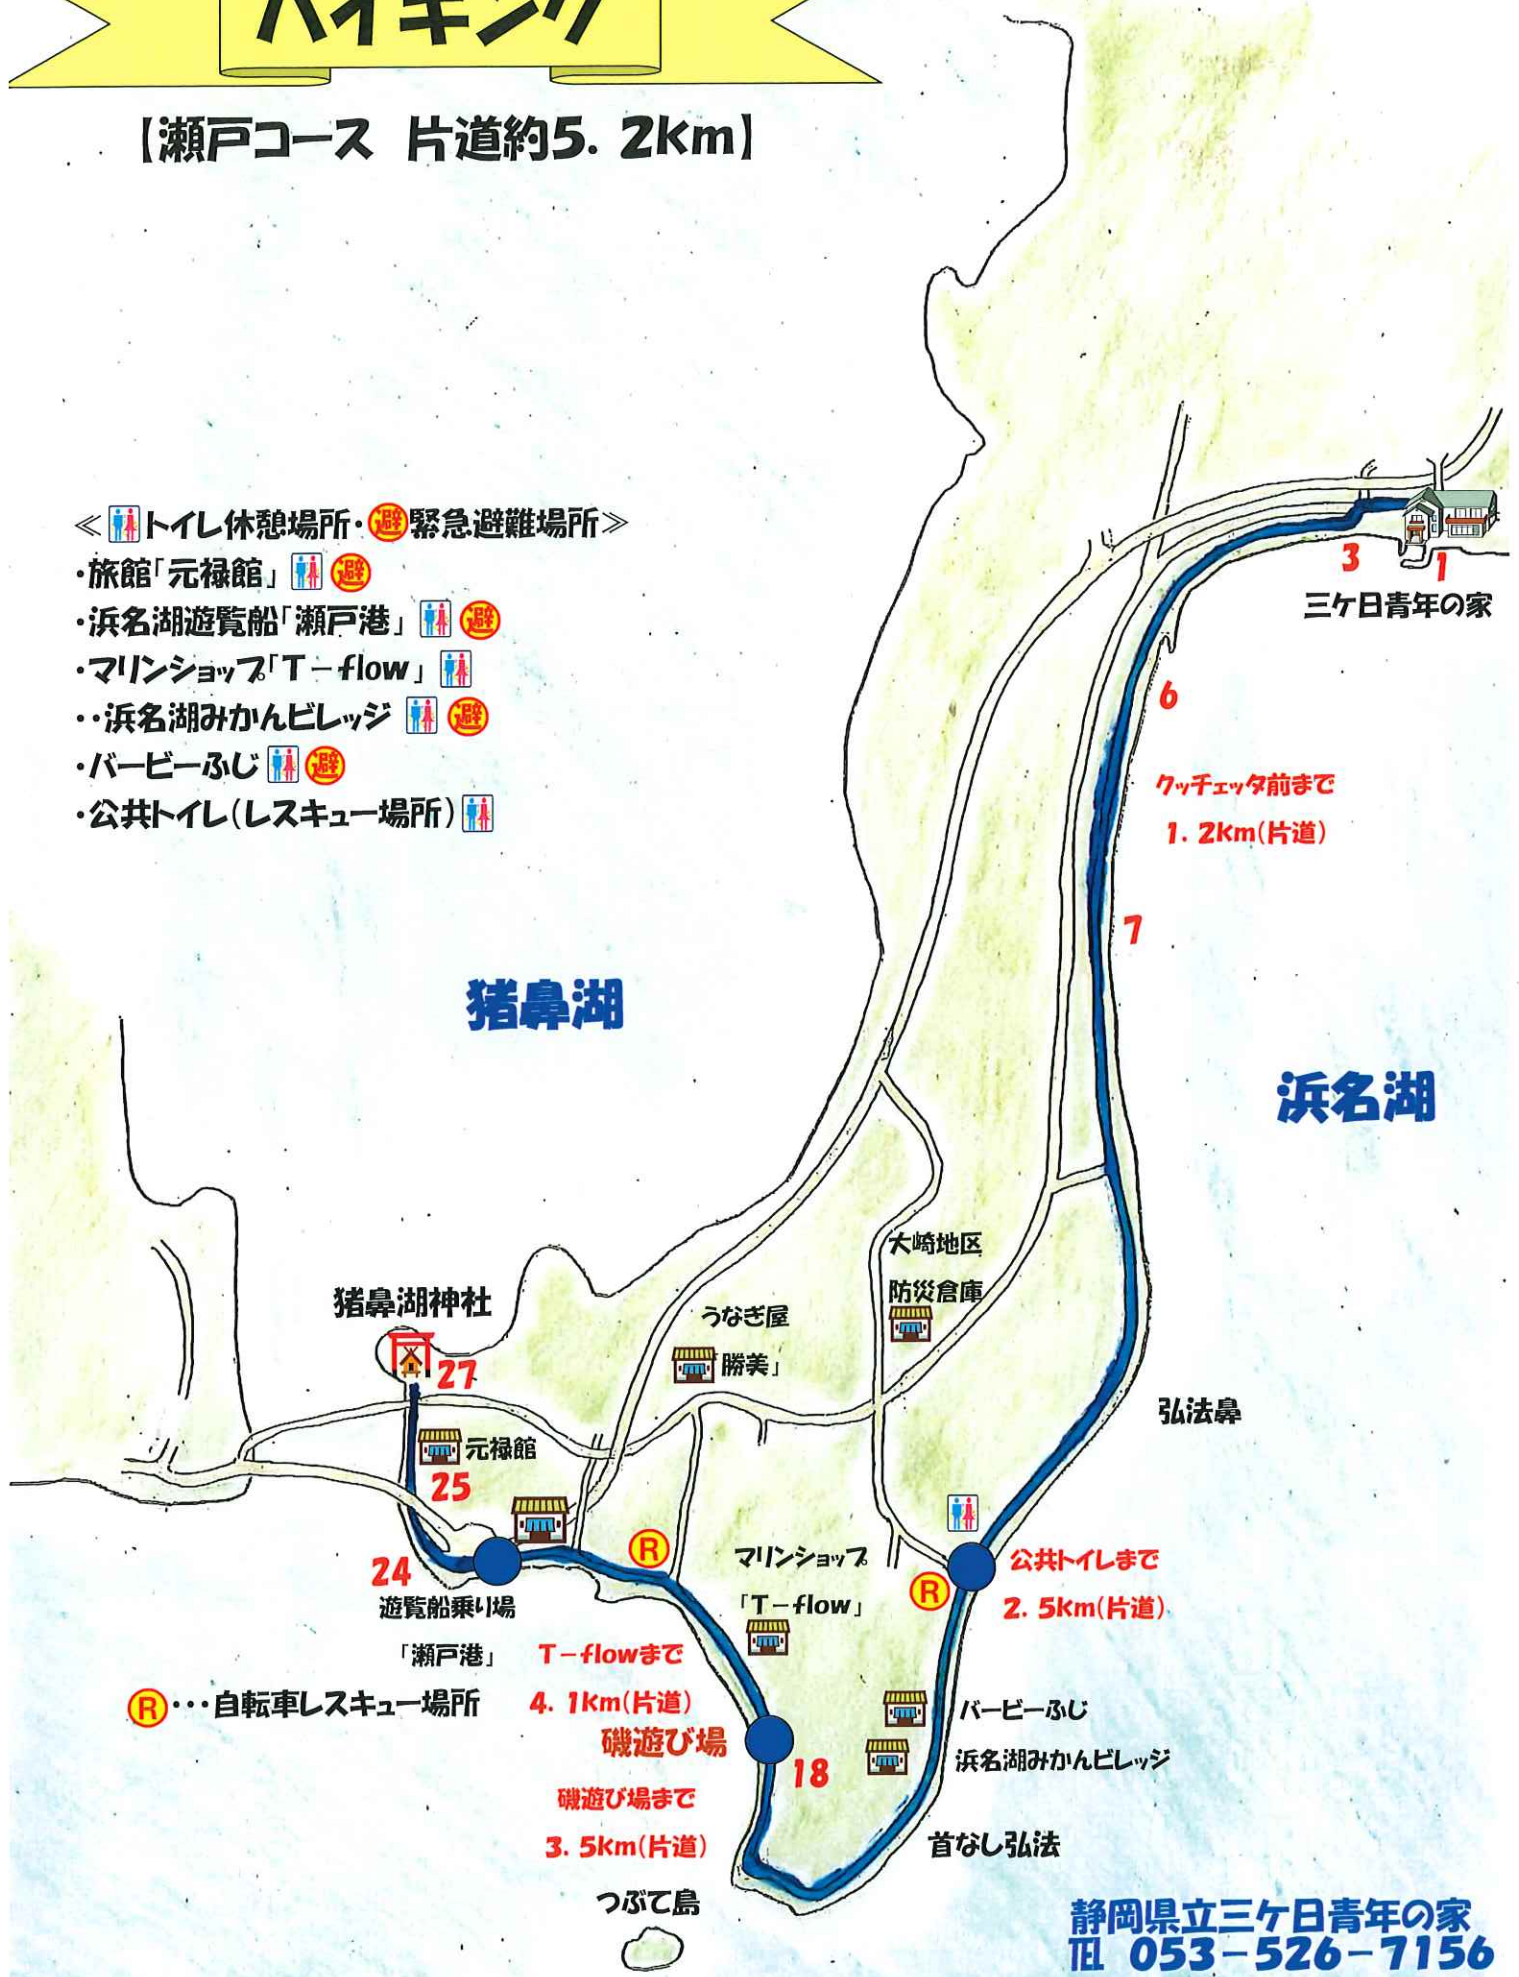 ハイキング
【瀬戸コース 片道約5.2km】
≪トイレ休憩場所・避緊急避難場所≫
・旅館「元禄館」避
・浜名湖遊覧船「瀬戸港」避
・マリンショップ「T-flow」
・・浜名湖みかんビレッジ避
・バービーふじ避
・公共トイレ(レスキュー場所)
3
1
三ケ日青年の家
6
クッチェッタ前まで
1.2km(片道)
7
猪鼻湖
浜名湖
大崎地区
防災倉庫
猪鼻湖神社
27
うなぎ屋
「勝美」
弘法鼻
元禄館
25
24
遊覧船乗り場
「瀬戸港」
R
マリンショップ
「T-flow」
R
公共トイレまで
2.5km(片道)
T-flowまで
4.1km(片道)
R・・・自転車レスキュー場所
磯遊び場
18
バービーふじ
浜名湖みかんビレッジ
磯遊び場まで
3.5km(片道)
首なし弘法
つぶて島
静岡県立三ケ日青年の家
TEL 053-526-7156